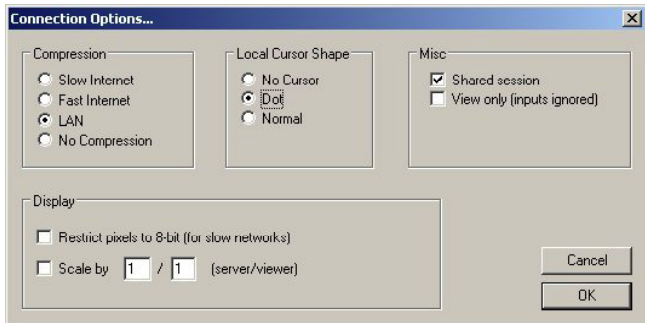 Connection Options...
Compression
Slow Internet
Fast Internet
LAN
No Compression
Local Cursor Shape
No Cursor
Dot
Normal
Misc
Shared session
View only (inputs ignored)
Display
Restrict pixels to 8-bit (for slow networks)
Scale by 1 / 1 (server/viewer)
Cancel
OK